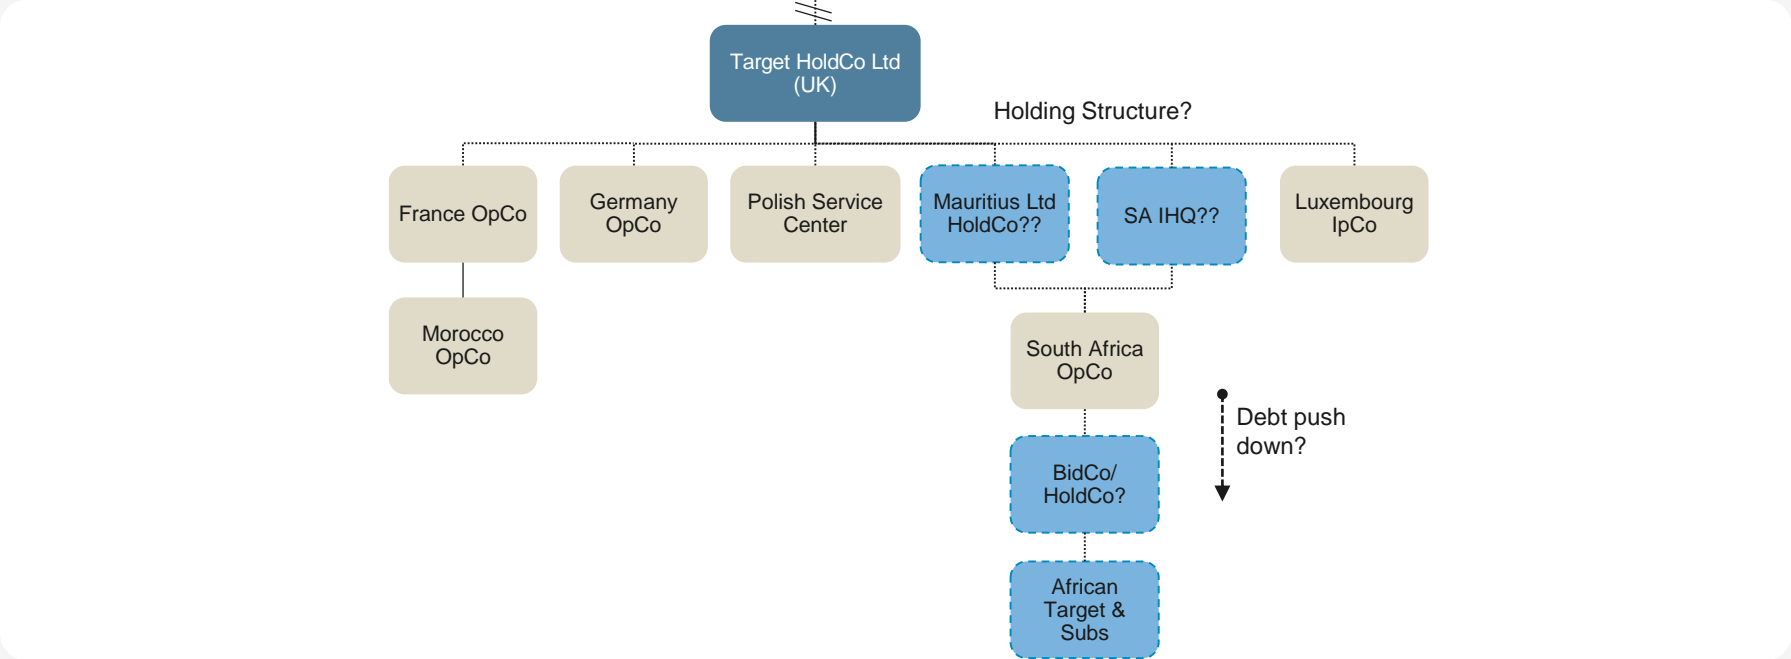 Target HoldCo Ltd
(UK)
Holding Structure?
France OpCo
Germany
OpCo
Polish Service
Center
Mauritius Ltd
HoldCo??
SA IHQ??
Luxembourg
IpCo
Morocco
OpCo
South Africa
OpCo
Debt push
down?
BidCo/
HoldCo?
African
Target &
Subs